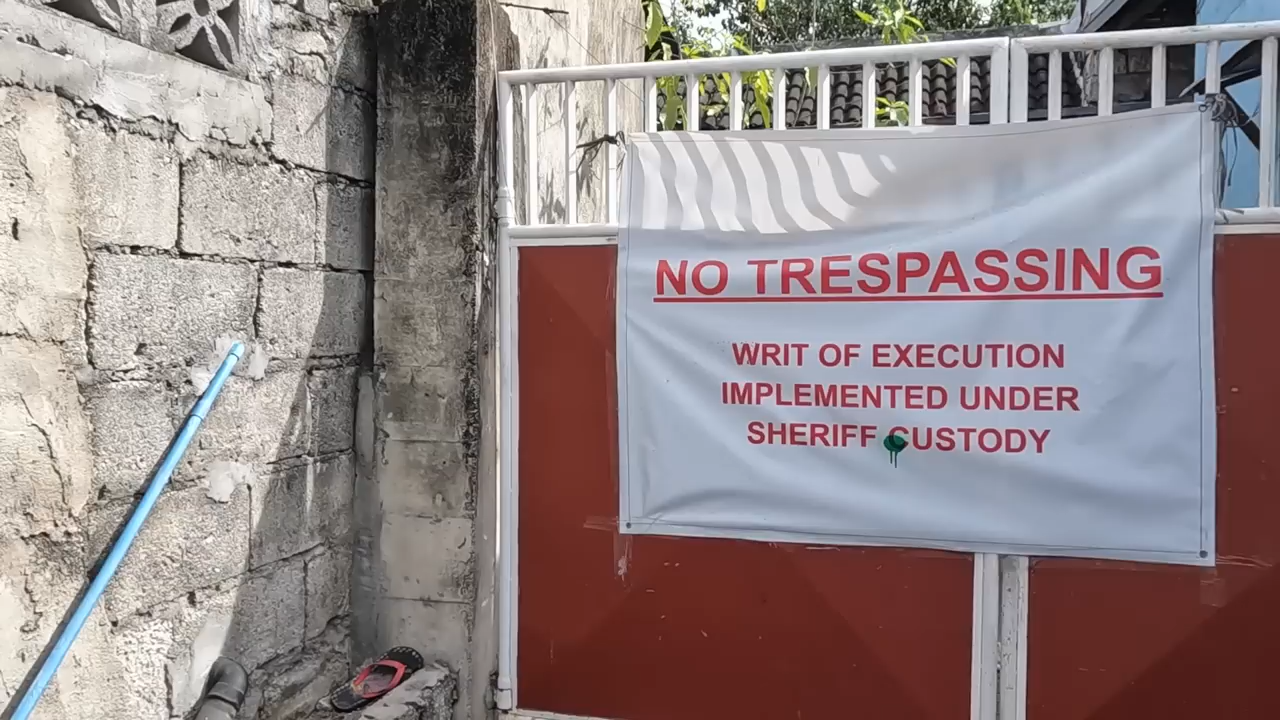 NO TRESPASSING
WRIT OF EXECUTION
IMPLEMENTED UNDER
SHERIFF CUSTODY